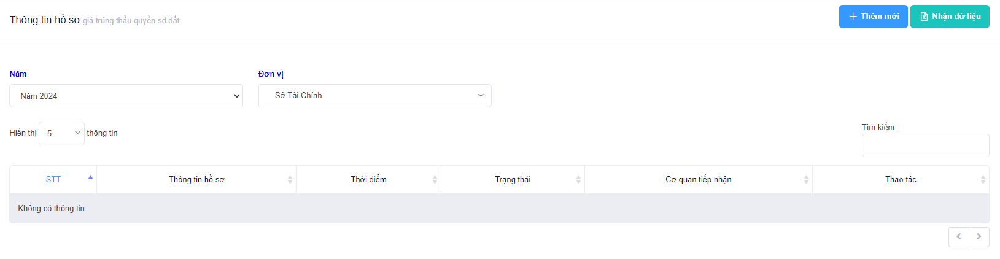 Thông tin hồ sơ giá trúng thầu quyền sd đất
Thêm mới
Nhận dữ liệu
Năm
Đơn vị
Năm 2024
Sở Tài Chính
Hiển thị 5 thông tin
Tìm kiếm:
STT
Thông tin hồ sơ
Thời điểm
Trạng thái
Cơ quan tiếp nhận
Thao tác
Không có thông tin